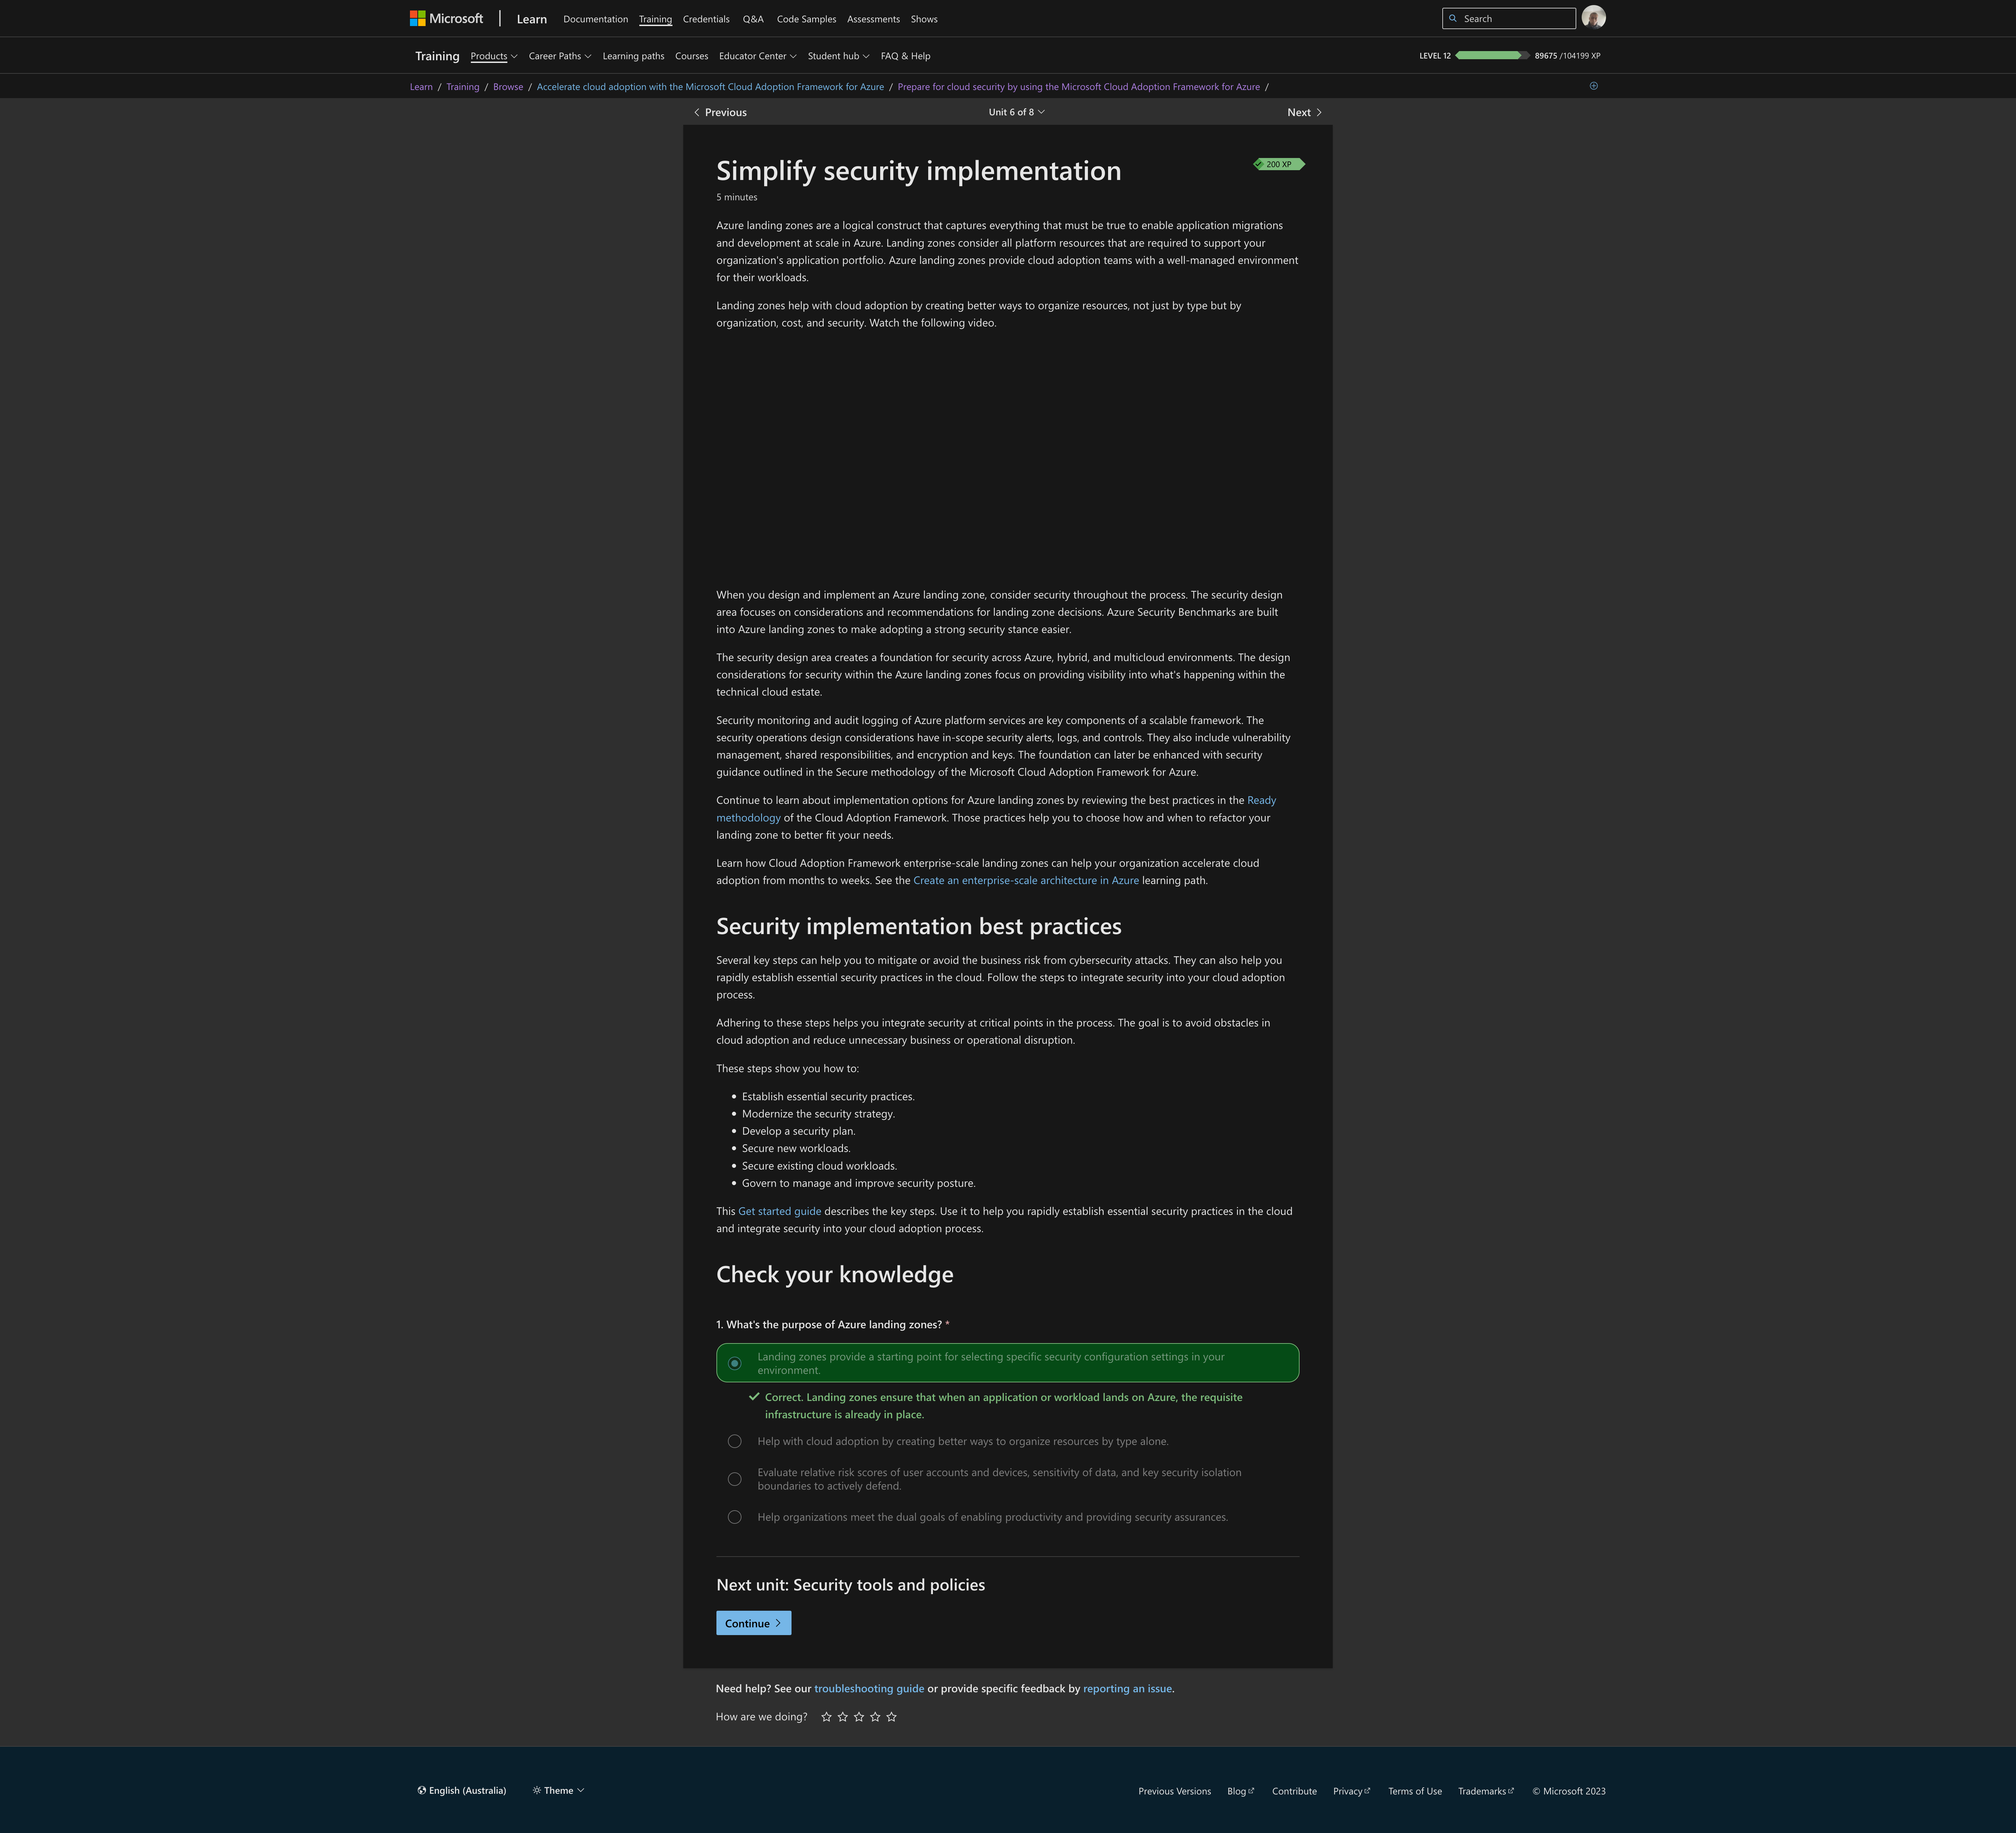 Microsoft
Learn
Documentation Training Credentials Q&A Code Samples Assessments Shows
Search
Training
Products Career Paths Learning paths Courses Educator Center Student hub FAQ & Help
LEVEL 12
89675 /104199 XP
Learn / Training / Browse / Accelerate cloud adoption with the Microsoft Cloud Adoption Framework for Azure / Prepare for cloud security by using the Microsoft Cloud Adoption Framework for Azure /
Previous
Unit 6 of 8
Next
Simplify security implementation
200 XP
5 minutes
Azure landing zones are a logical construct that captures everything that must be true to enable application migrations
and development at scale in Azure. Landing zones consider all platform resources that are required to support your
organization's application portfolio. Azure landing zones provide cloud adoption teams with a well-managed environment
for their workloads.
Landing zones help with cloud adoption by creating better ways to organize resources, not just by type but by
organization, cost, and security. Watch the following video.
When you design and implement an Azure landing zone, consider security throughout the process. The security design
area focuses on considerations and recommendations for landing zone decisions. Azure Security Benchmarks are built
into Azure landing zones to make adopting a strong security stance easier.
The security design area creates a foundation for security across Azure, hybrid, and multicloud environments. The design
considerations for security within the Azure landing zones focus on providing visibility into what's happening within the
technical cloud estate.
Security monitoring and audit logging of Azure platform services are key components of a scalable framework. The
security operations design considerations have in-scope security alerts, logs, and controls. They also include vulnerability
management, shared responsibilities, and encryption and keys. The foundation can later be enhanced with security
guidance outlined in the Secure methodology of the Microsoft Cloud Adoption Framework for Azure.
Continue to learn about implementation options for Azure landing zones by reviewing the best practices in the Ready
methodology of the Cloud Adoption Framework. Those practices help you to choose how and when to refactor your
landing zone to better fit your needs.
Learn how Cloud Adoption Framework enterprise-scale landing zones can help your organization accelerate cloud
adoption from months to weeks. See the Create an enterprise-scale architecture in Azure learning path.
Security implementation best practices
Several key steps can help you to mitigate or avoid the business risk from cybersecurity attacks. They can also help you
rapidly establish essential security practices in the cloud. Follow the steps to integrate security into your cloud adoption
process.
Adhering to these steps helps you integrate security at critical points in the process. The goal is to avoid obstacles in
cloud adoption and reduce unnecessary business or operational disruption.
These steps show you how to:
• Establish essential security practices.
• Modernize the security strategy.
• Develop a security plan.
• Secure new workloads.
• Secure existing cloud workloads.
• Govern to manage and improve security posture.
This Get started guide describes the key steps. Use it to help you rapidly establish essential security practices in the cloud
and integrate security into your cloud adoption process.
Check your knowledge
1. What's the purpose of Azure landing zones? *
Landing zones provide a starting point for selecting specific security configuration settings in your
environment.
Correct. Landing zones ensure that when an application or workload lands on Azure, the requisite
infrastructure is already in place.
Help with cloud adoption by creating better ways to organize resources by type alone.
Evaluate relative risk scores of user accounts and devices, sensitivity of data, and key security isolation
boundaries to actively defend.
Help organizations meet the dual goals of enabling productivity and providing security assurances.
Next unit: Security tools and policies
Continue
Need help? See our troubleshooting guide or provide specific feedback by reporting an issue.
How are we doing?
English (Australia)
Theme
Previous Versions Blog Contribute Privacy Terms of Use Trademarks © Microsoft 2023